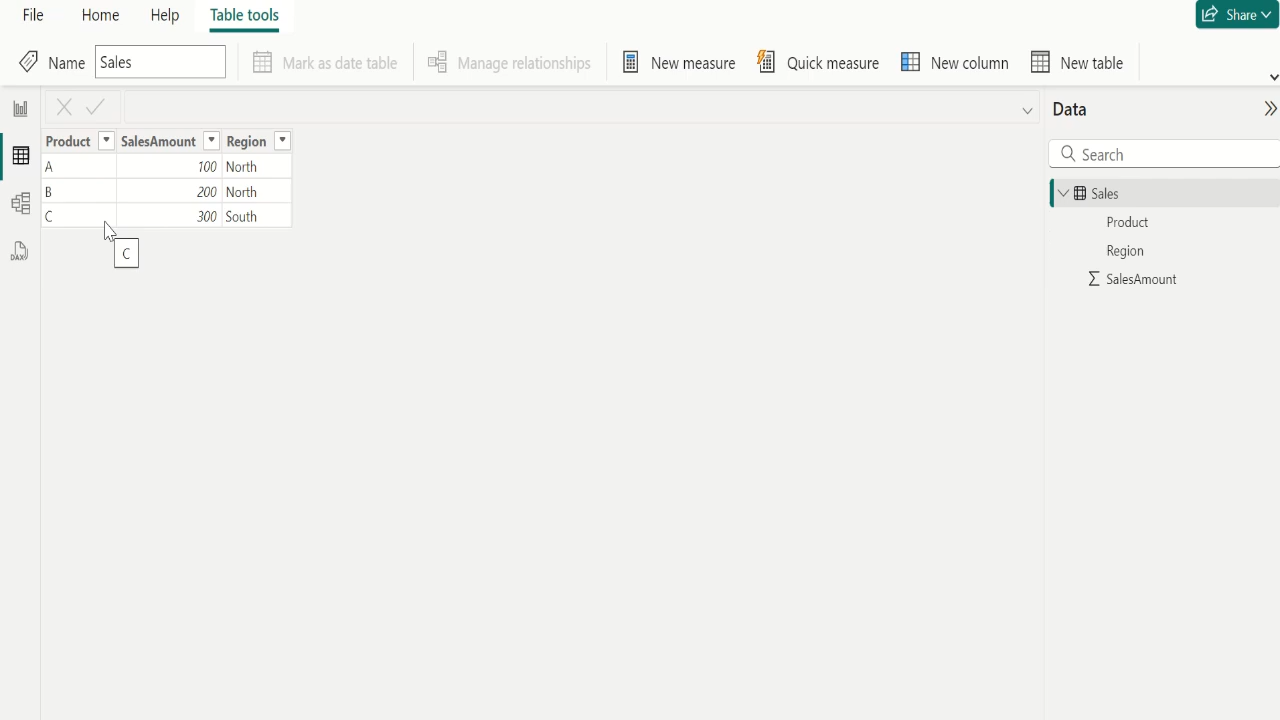 File Home Help Table tools Share
Name Sales Mark as date table Manage relationships New measure Quick measure New column New table
Data
Product SalesAmount Region
Search
A 100 North
B 200 North
C 300 South
C
Sales
Product
Region
SalesAmount
DAX